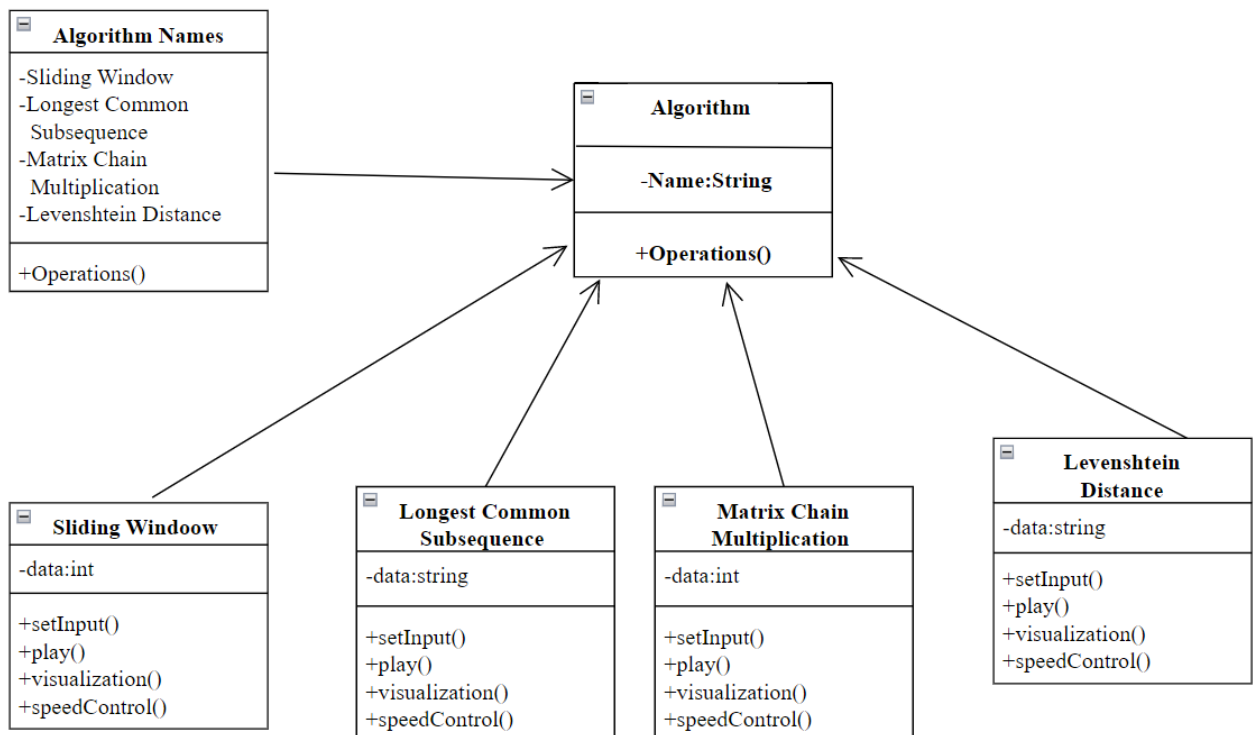 Algorithm Names
-Sliding Window
-Longest Common
Subsequence
-Matrix Chain
Multiplication
-Levenshtein Distance
+Operations()
Algorithm
-Name:String
+Operations()
Sliding Windoow
-data:int
+setInput()
+play()
+visualization()
+speedControl()
Longest Common
Subsequence
-data:string
+setInput()
+play()
+visualization()
+speedControl()
Matrix Chain
Multiplication
-data:int
+setInput()
+play()
+visualization()
+speedControl()
Levenshtein
Distance
-data:string
+setInput()
+play()
+visualization()
+speedControl()